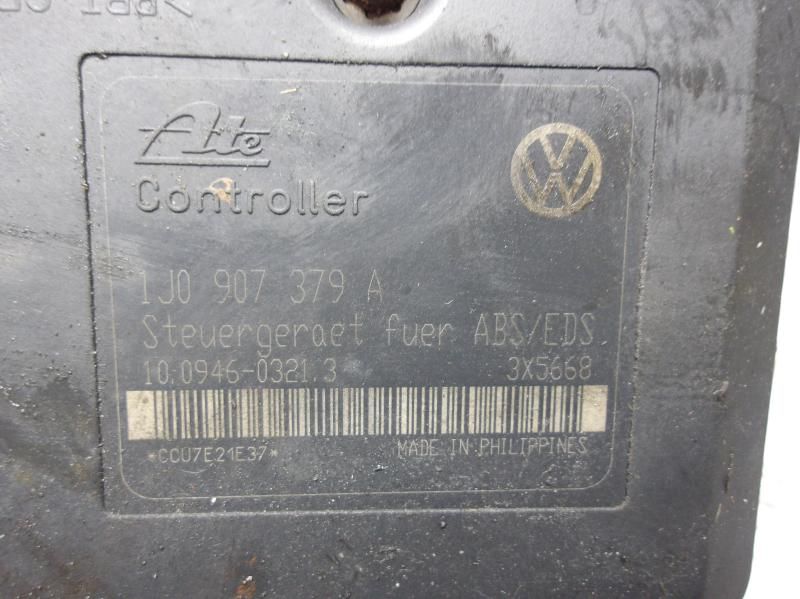 Ate
Controller
1J0 907 379 A
Steuergeraet fuer ABS/EDS
10.0946-0321.3 3X5668
*CCU7E21E37*
MADE IN PHILIPPINES